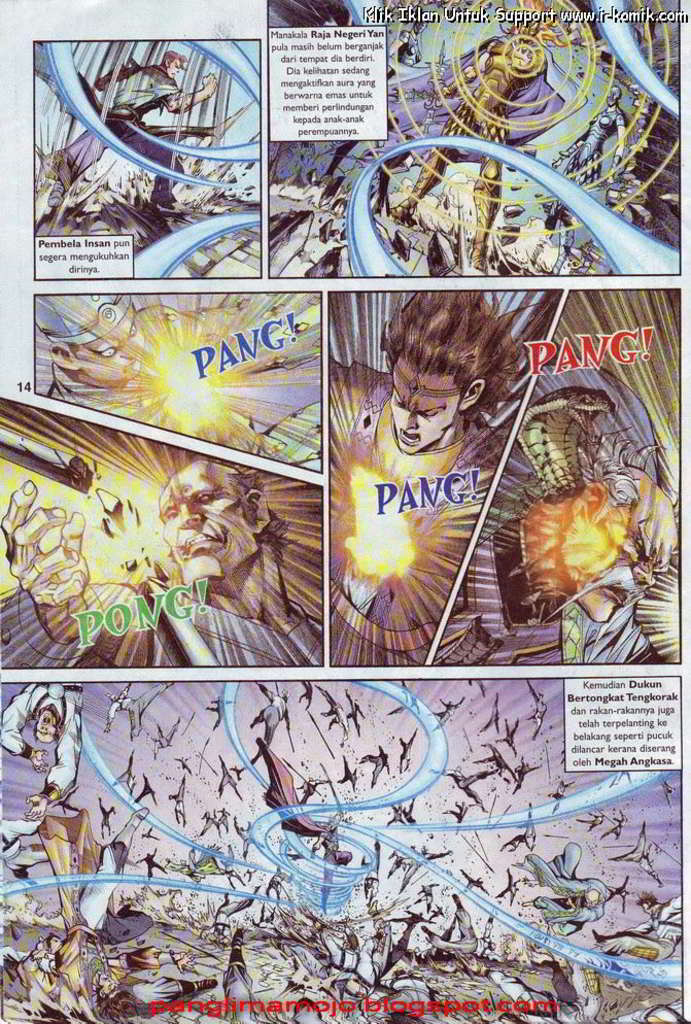 Klik Iklan Untuk Support www.i-komik.com
Manakala Raja Negeri Yan
pula masih belum berganjak
dari tempat dia berdiri.
Dia kelihatan sedang
mengaktifkan aura yang
berwarna emas untuk
memberi perlindungan
kepada anak-anak
perempuannya.
Pembela Insan pun
segera mengukuhkan
dirinya.
PANG!
PANG!
PANG!
14
PONG!
Kemudian Dukun
Bertongkat Tengkorak
dan rakan-rakannya juga
telah terpelanting ke
belakang seperti pucuk
dilancar kerana diserang
oleh Megah Angkasa.
panglimamojo.blogspot.com